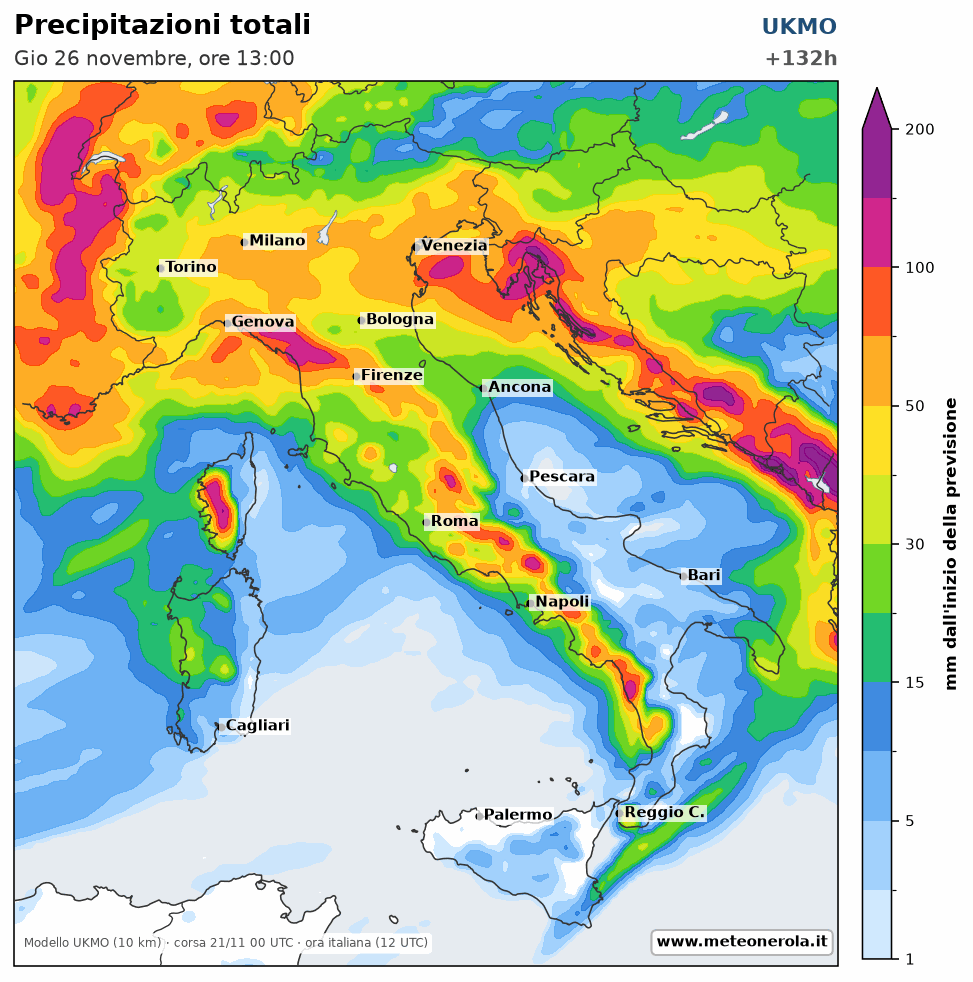 Precipitazioni totali
UKMO
Gio 26 novembre, ore 13:00
+132h
200
100
50
30
15
5
1
mm dall'inizio della previsione
Milano
Venezia
Torino
Genova
Bologna
Firenze
Ancona
Pescara
Roma
Bari
Napoli
Cagliari
Palermo
Reggio C.
Modello UKMO (10 km) · corsa 21/11 00 UTC · ora italiana (12 UTC)
www.meteonerola.it